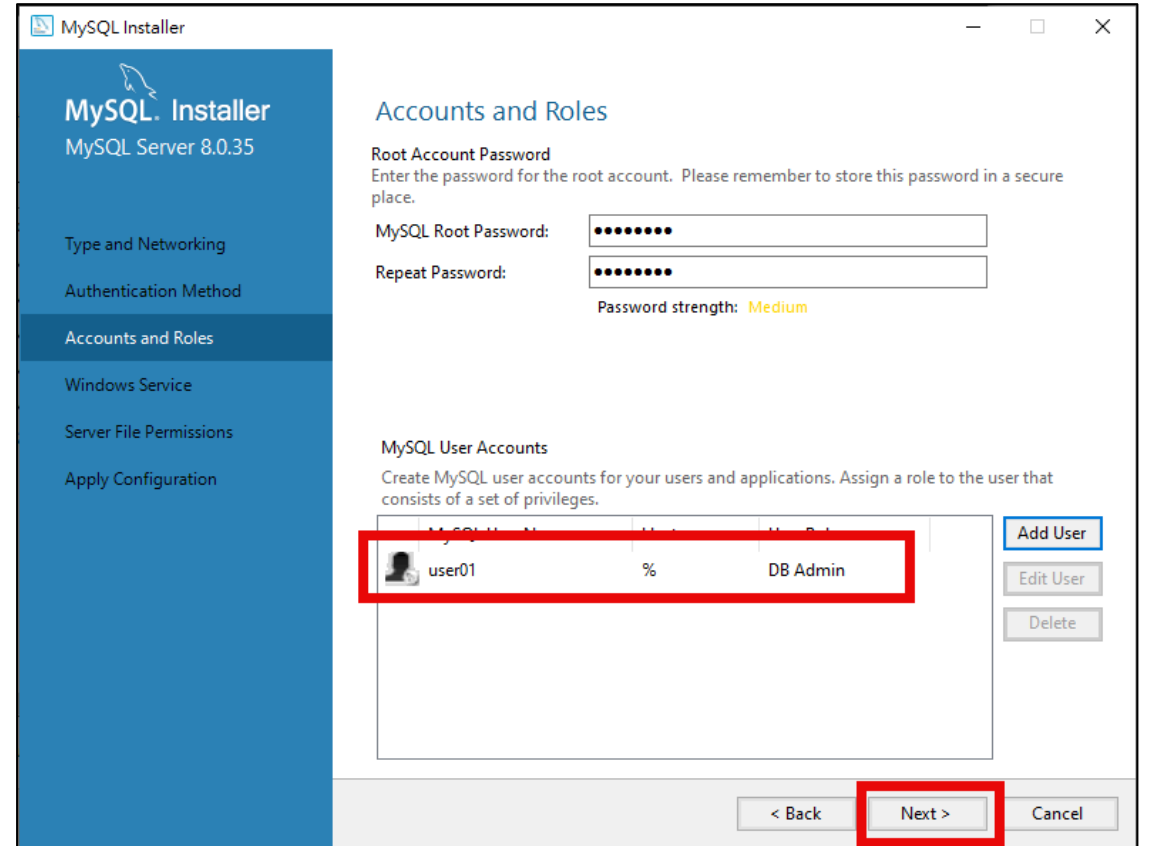 MySQL Installer
MySQL. Installer
MySQL Server 8.0.35
Type and Networking
Authentication Method
Accounts and Roles
Windows Service
Server File Permissions
Apply Configuration
Accounts and Roles
Root Account Password
Enter the password for the root account. Please remember to store this password in a secure
place.
MySQL Root Password: ●●●●●●●●
Repeat Password: ●●●●●●●●
Password strength: Medium
MySQL User Accounts
Create MySQL user accounts for your users and applications. Assign a role to the user that
consists of a set of privileges.
user01 % DB Admin
Add User
Edit User
Delete
< Back Next > Cancel